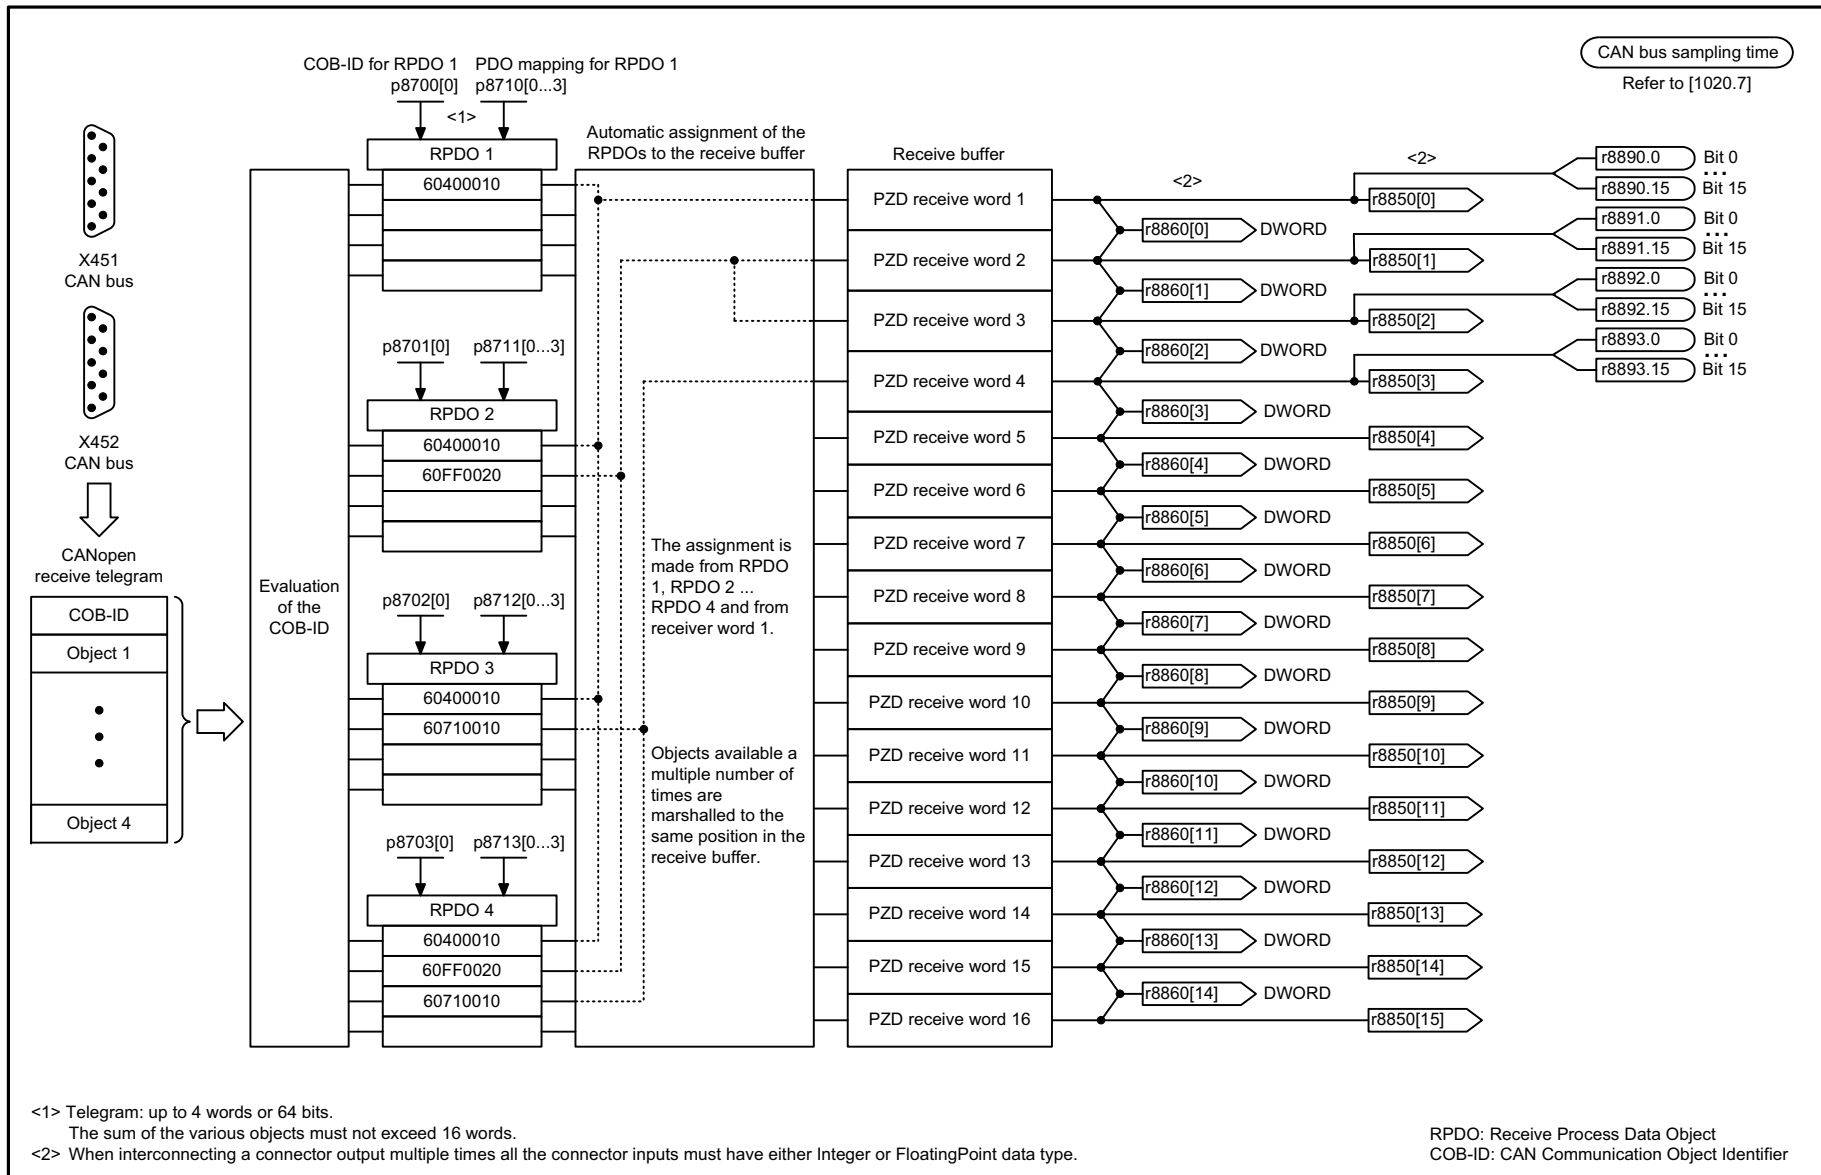 COB-ID for RPDO 1
PDO mapping for RPDO 1
p8700[0]
p8710[0...3]
<1>
CAN bus sampling time
Refer to [1020.7]
X451
CAN bus
X452
CAN bus
CANopen
receive telegram
COB-ID
Object 1
Object 4
Evaluation
of the
COB-ID
RPDO 1
60400010
p8701[0]
p8711[0...3]
RPDO 2
60400010
60FF0020
p8702[0]
p8712[0...3]
RPDO 3
60400010
60710010
p8703[0]
p8713[0...3]
RPDO 4
60400010
60FF0020
60710010
Automatic assignment of the
RPDOs to the receive buffer
The assignment is
made from RPDO
1, RPDO 2 ...
RPDO 4 and from
receiver word 1.
Objects available a
multiple number of
times are
marshalled to the
same position in the
receive buffer.
Receive buffer
PZD receive word 1
PZD receive word 2
PZD receive word 3
PZD receive word 4
PZD receive word 5
PZD receive word 6
PZD receive word 7
PZD receive word 8
PZD receive word 9
PZD receive word 10
PZD receive word 11
PZD receive word 12
PZD receive word 13
PZD receive word 14
PZD receive word 15
PZD receive word 16
<2>
r8860[0] DWORD
r8860[1] DWORD
r8860[2] DWORD
r8860[3] DWORD
r8860[4] DWORD
r8860[5] DWORD
r8860[6] DWORD
r8860[7] DWORD
r8860[8] DWORD
r8860[9] DWORD
r8860[10] DWORD
r8860[11] DWORD
r8860[12] DWORD
r8860[13] DWORD
r8860[14] DWORD
<2>
r8850[0]
r8850[1]
r8850[2]
r8850[3]
r8850[4]
r8850[5]
r8850[6]
r8850[7]
r8850[8]
r8850[9]
r8850[10]
r8850[11]
r8850[12]
r8850[13]
r8850[14]
r8850[15]
r8890.0 Bit 0
...
r8890.15 Bit 15
r8891.0 Bit 0
...
r8891.15 Bit 15
r8892.0 Bit 0
...
r8892.15 Bit 15
r8893.0 Bit 0
...
r8893.15 Bit 15
<1> Telegram: up to 4 words or 64 bits.
The sum of the various objects must not exceed 16 words.
<2> When interconnecting a connector output multiple times all the connector inputs must have either Integer or FloatingPoint data type.
RPDO: Receive Process Data Object
COB-ID: CAN Communication Object Identifier